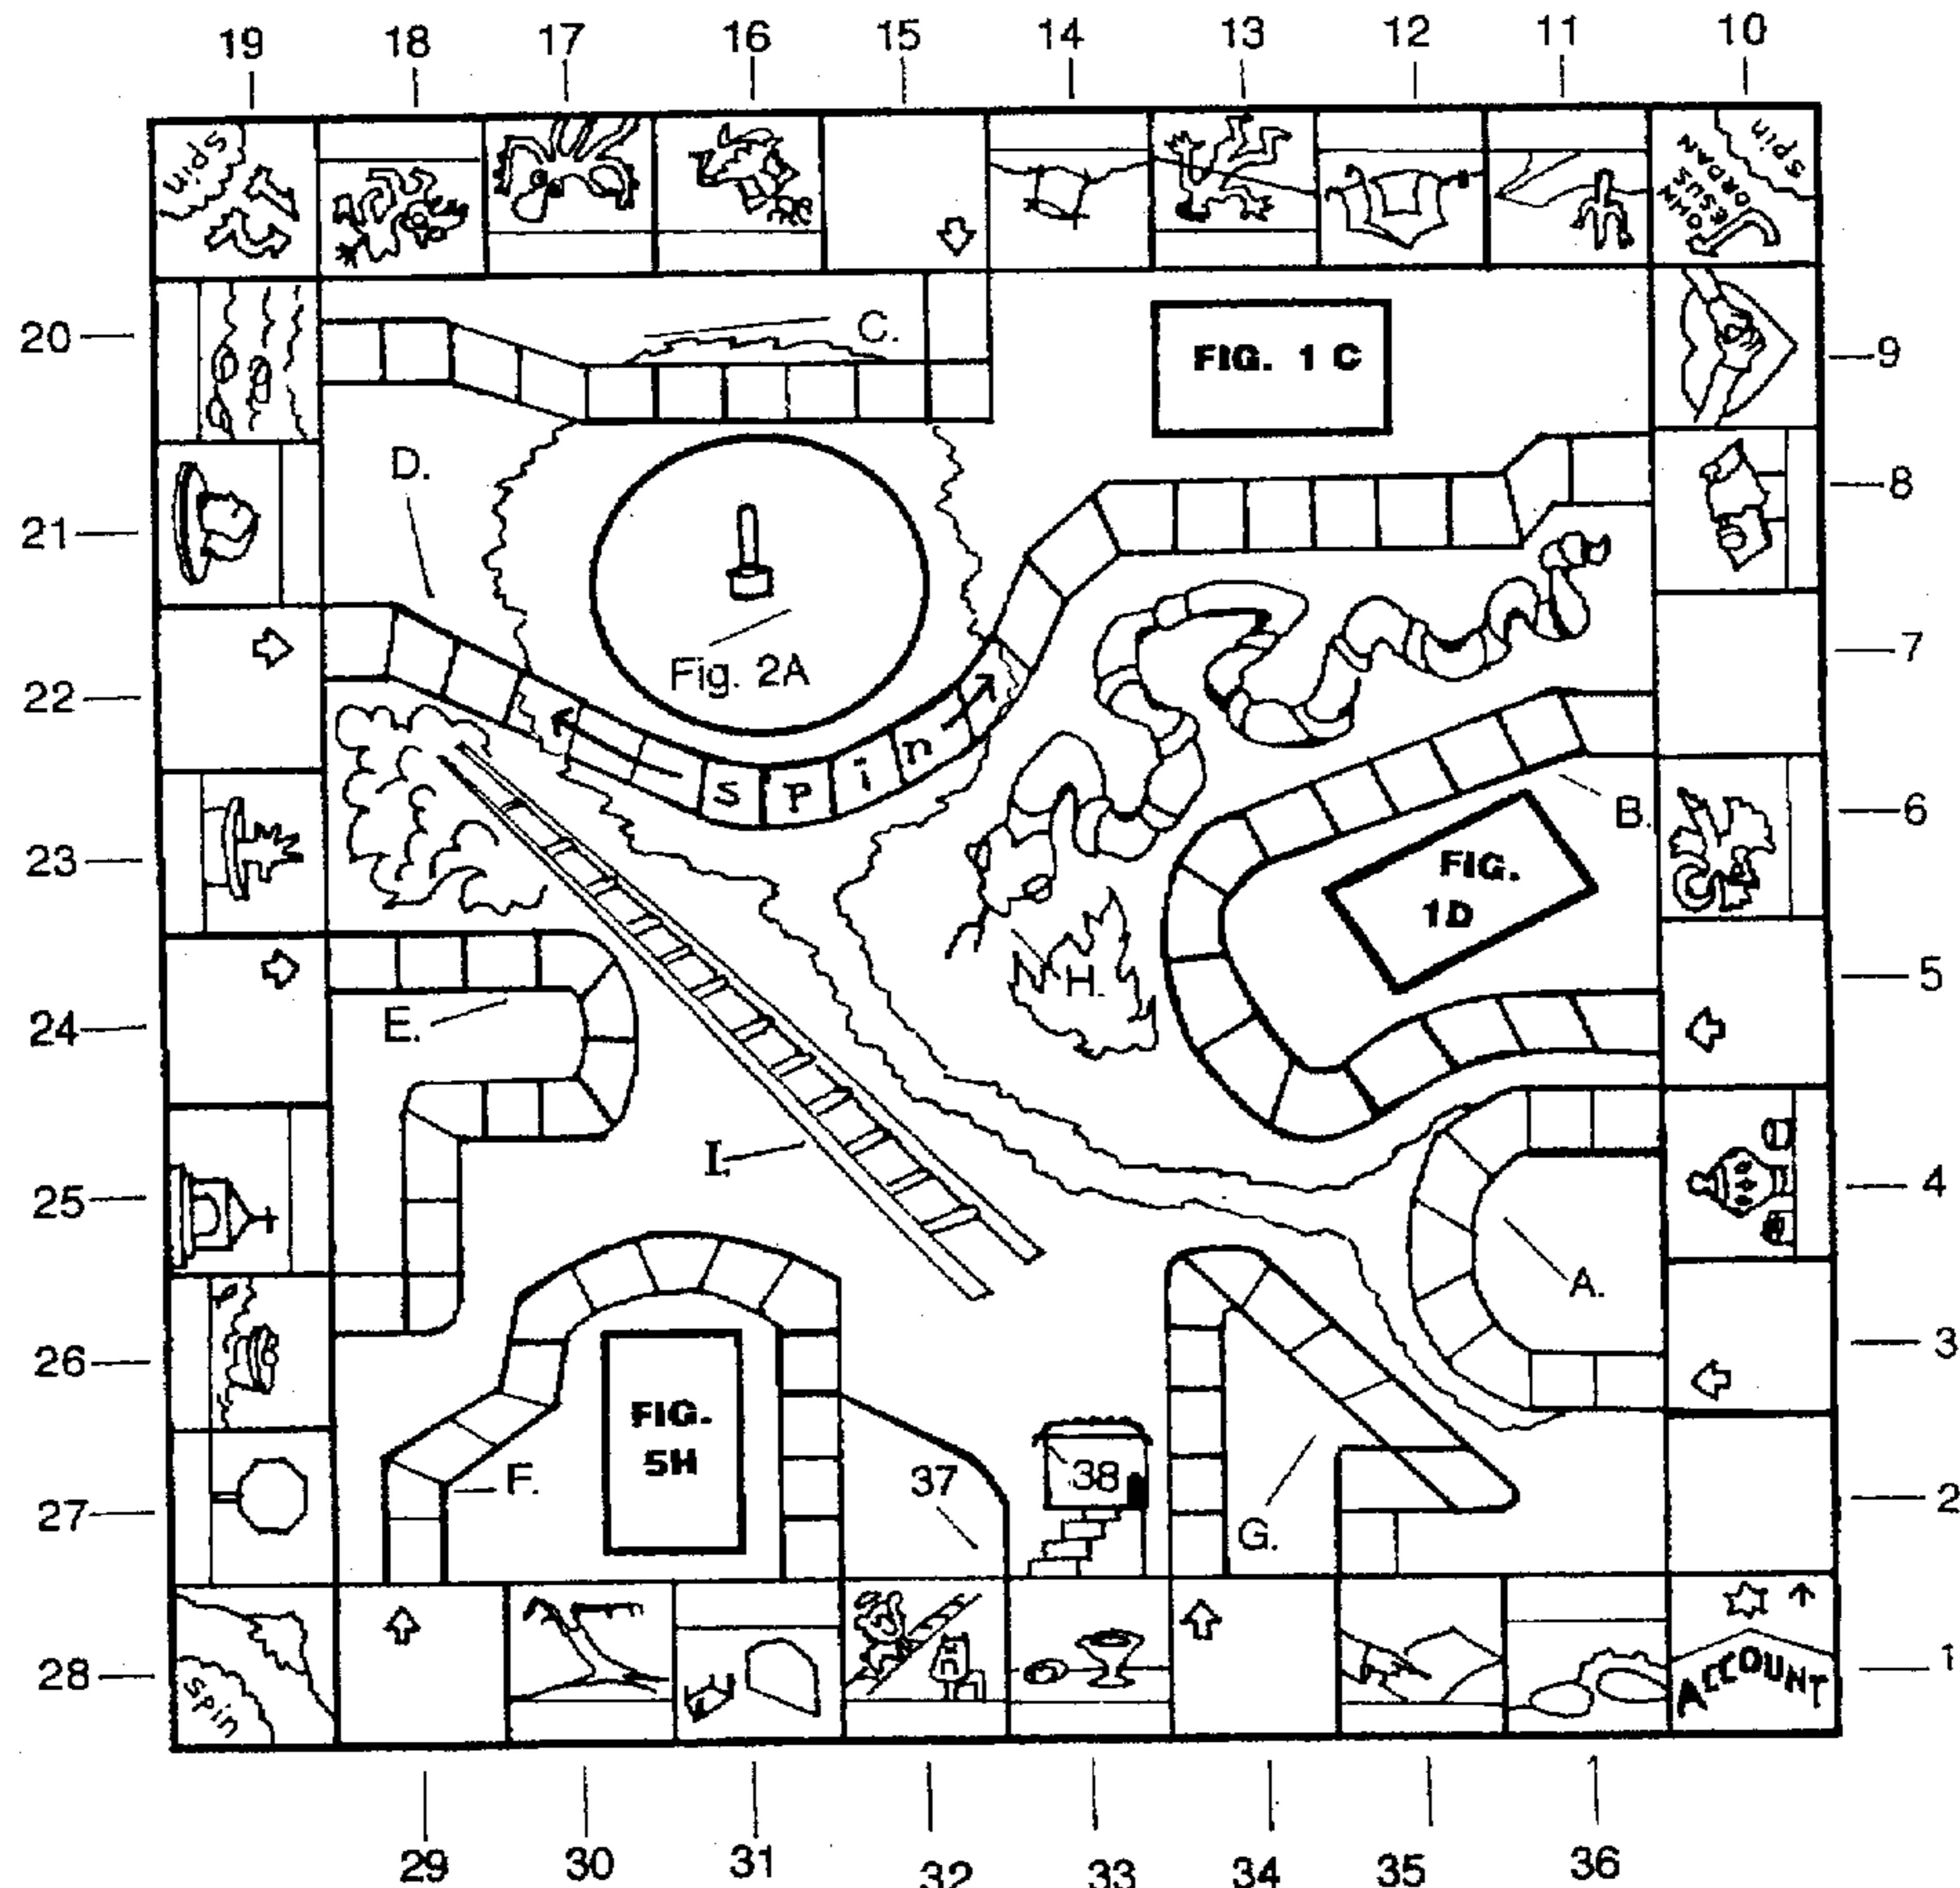 19 18 17 16 15 14 13 12 11 10
spin
spin
JOHN
JESUS
JORDAN
20
C.
FIG. 1 C
9
D.
8
21
Fig. 2A
7
22
spin
B.
6
23
FIG.
1D
H.
5
E.
24
I.
4
25
A.
3
26
FIG.
5H
F.
37
38
G.
2
27
28
spin
ACCOUNT
1
29 30 31 32 33 34 35 36